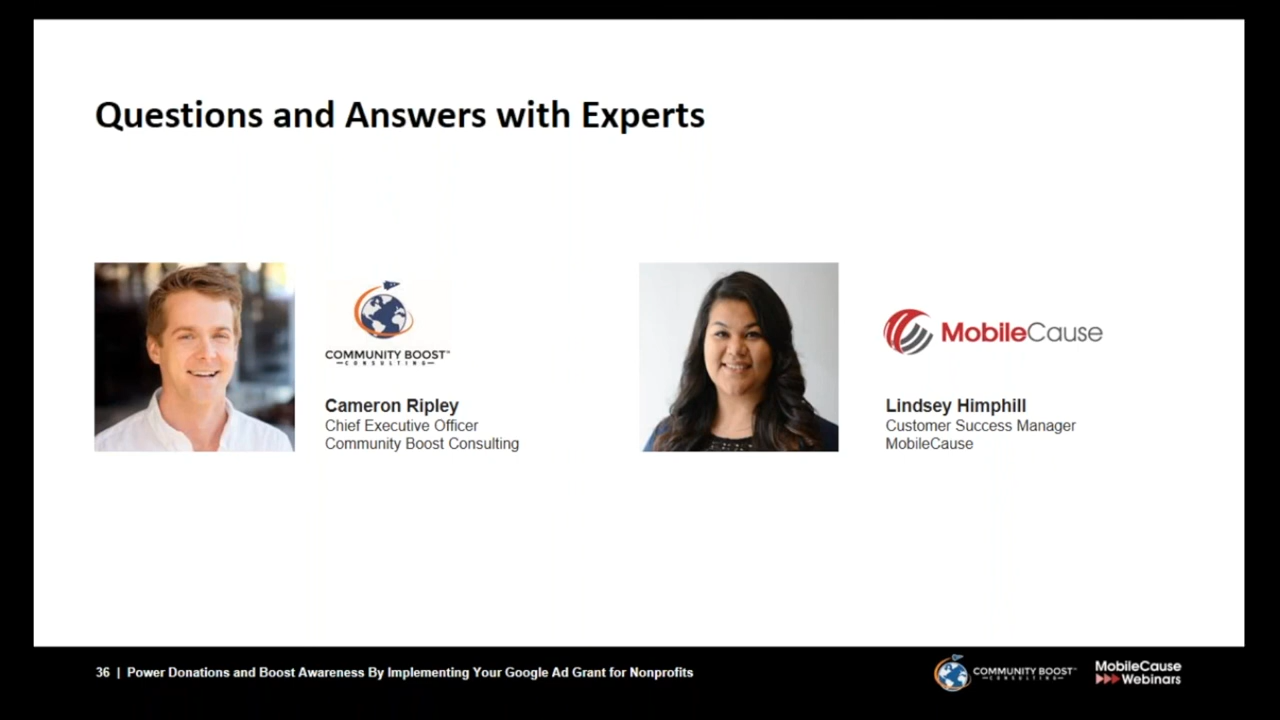 Questions and Answers with Experts
COMMUNITY BOOST™
CONSULTING
MobileCause
Cameron Ripley
Chief Executive Officer
Community Boost Consulting
Lindsey Himphill
Customer Success Manager
MobileCause
36 | Power Donations and Boost Awareness By Implementing Your Google Ad Grant for Nonprofits
COMMUNITY BOOST™
CONSULTING
MobileCause
Webinars